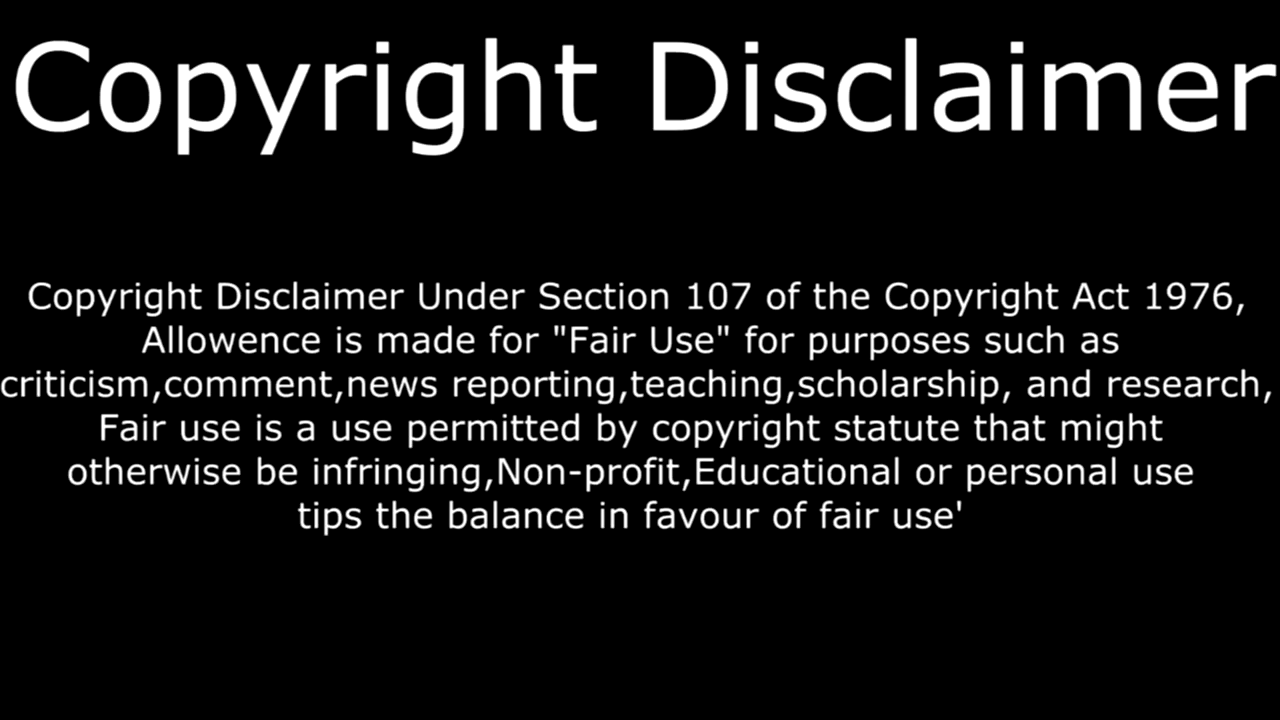 Copyright Disclaimer
Copyright Disclaimer Under Section 107 of the Copyright Act 1976,
Allowence is made for "Fair Use" for purposes such as
criticism,comment,news reporting,teaching,scholarship, and research,
Fair use is a use permitted by copyright statute that might
otherwise be infringing,Non-profit,Educational or personal use
tips the balance in favour of fair use'